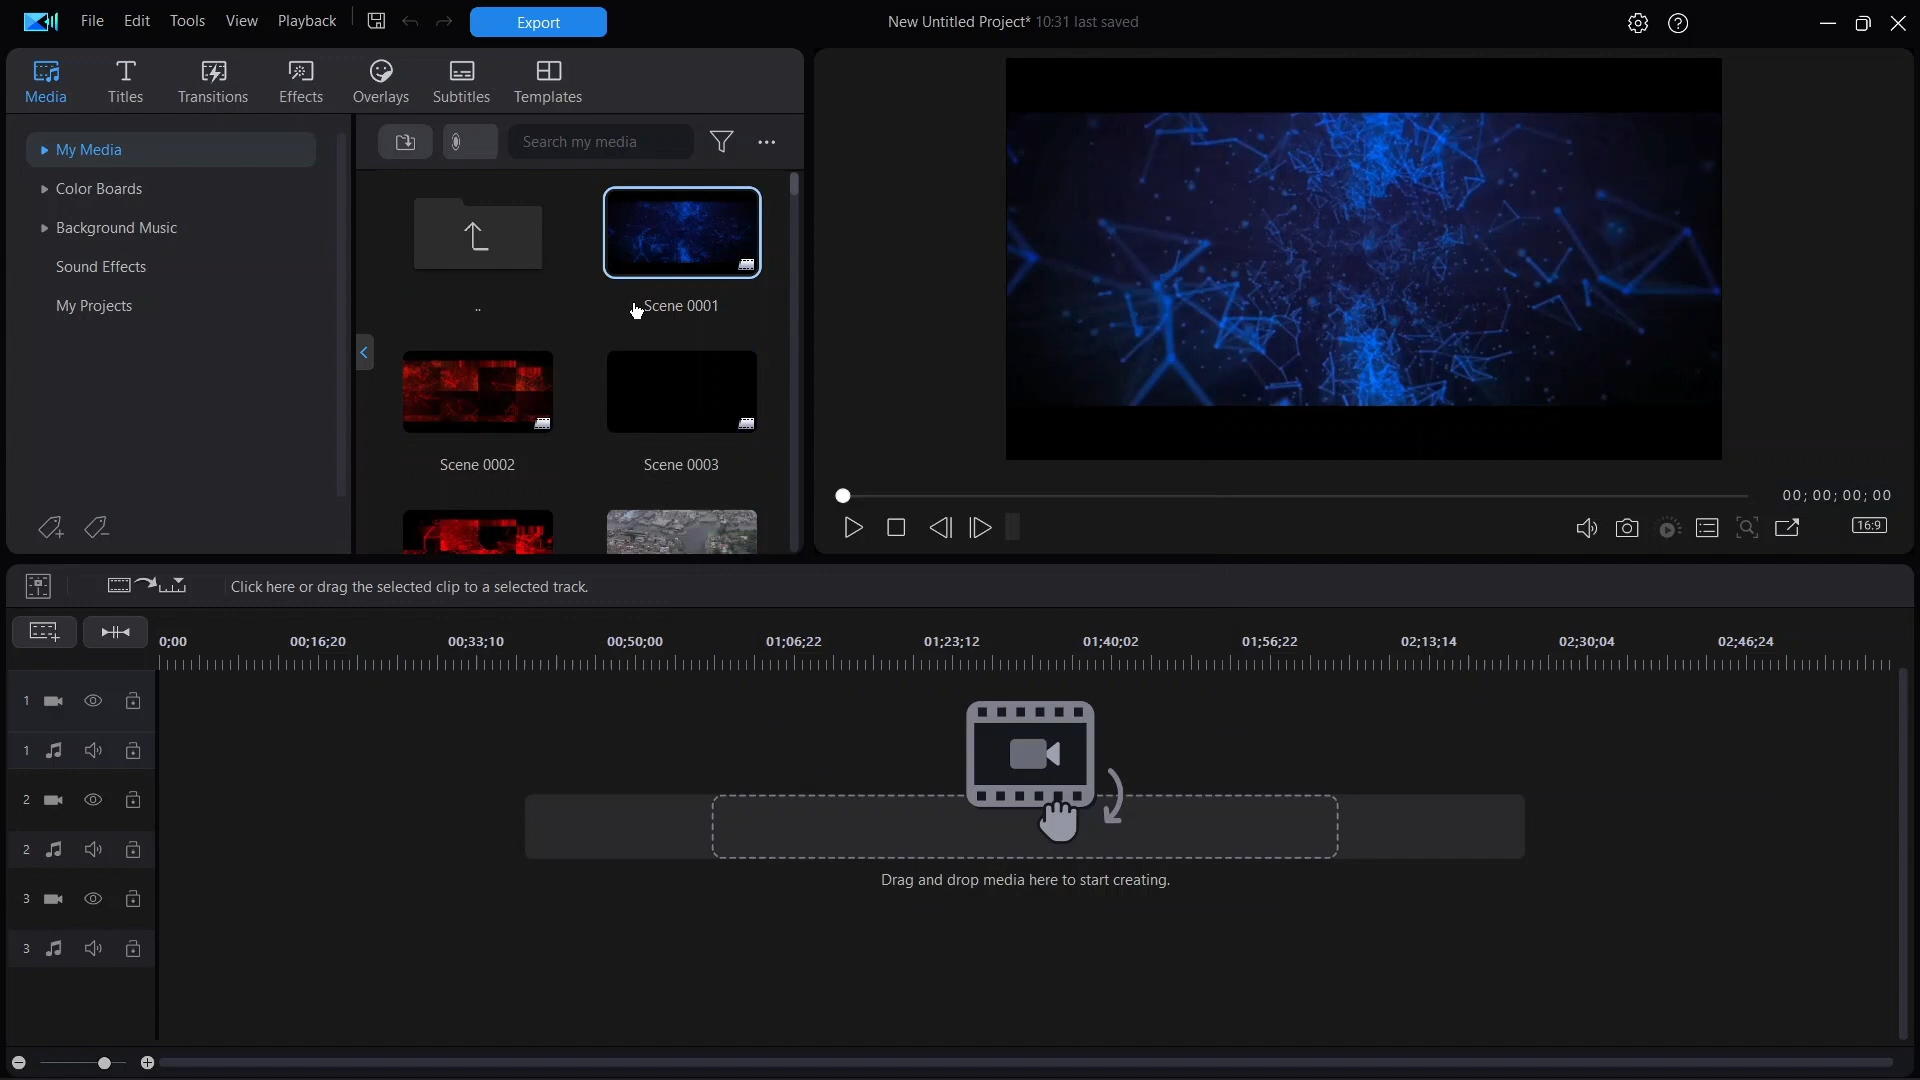 File Edit Tools View Playback Export New Untitled Project* 10:31 last saved
Media Titles Transitions Effects Overlays Subtitles Templates
My Media
Color Boards
Background Music
Sound Effects
My Projects
Search my media
..
Scene 0001
Scene 0002
Scene 0003
00;00;00;00
16:9
Click here or drag the selected clip to a selected track.
0;00 00;16;20 00;33;10 00;50;00 01;06;22 01;23;12 01;40;02 01;56;22 02;13;14 02;30;04 02;46;24
1
1
2
2
3
3
Drag and drop media here to start creating.